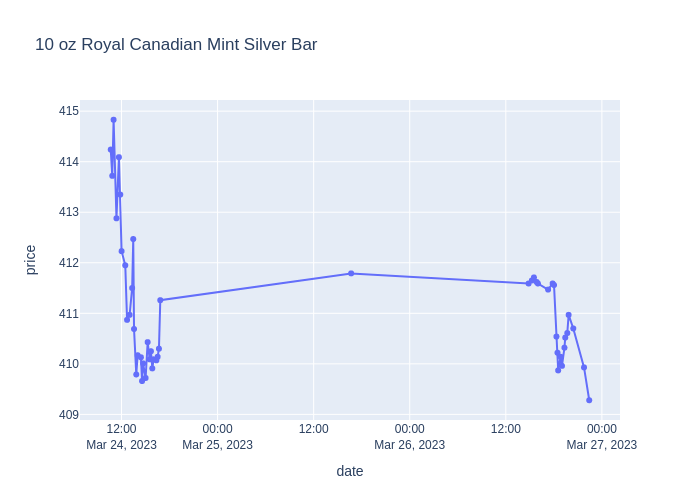 10 oz Royal Canadian Mint Silver Bar
415
414
413
412
411
410
409
price
12:00 00:00 12:00 00:00 12:00 00:00
Mar 24, 2023 Mar 25, 2023 Mar 26, 2023 Mar 27, 2023
date